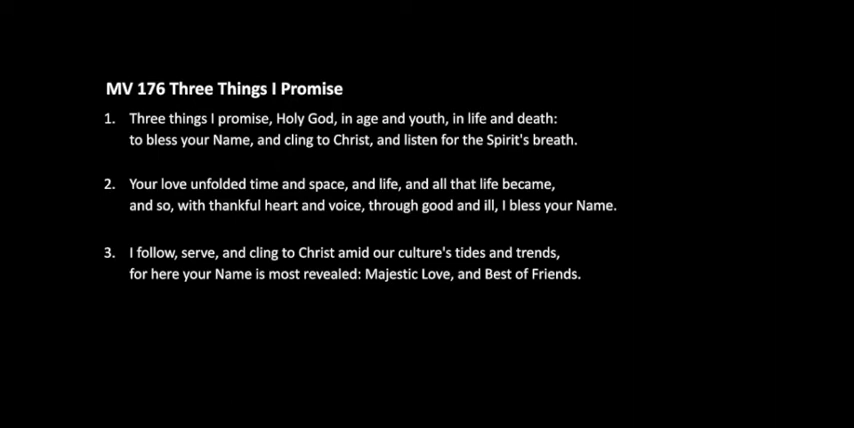 MV 176 Three Things I Promise
1. Three things I promise, Holy God, in age and youth, in life and death:
to bless your Name, and cling to Christ, and listen for the Spirit's breath.
2. Your love unfolded time and space, and life, and all that life became,
and so, with thankful heart and voice, through good and ill, I bless your Name.
3. I follow, serve, and cling to Christ amid our culture's tides and trends,
for here your Name is most revealed: Majestic Love, and Best of Friends.